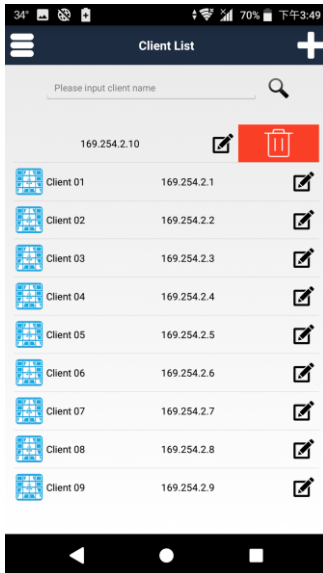 34° 70% 下午3:49
Client List
Please input client name
169.254.2.10
Client 01 169.254.2.1
Client 02 169.254.2.2
Client 03 169.254.2.3
Client 04 169.254.2.4
Client 05 169.254.2.5
Client 06 169.254.2.6
Client 07 169.254.2.7
Client 08 169.254.2.8
Client 09 169.254.2.9